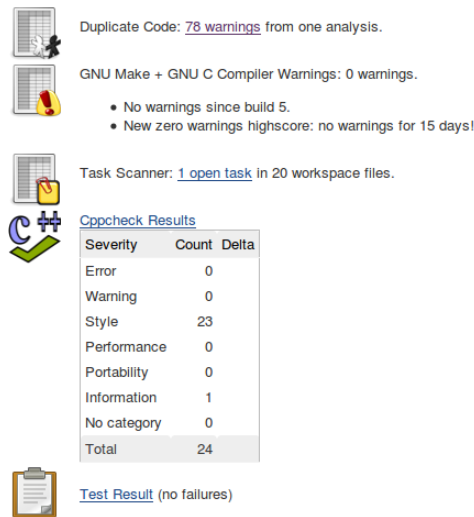 Duplicate Code: 78 warnings from one analysis.
GNU Make + GNU C Compiler Warnings: 0 warnings.
• No warnings since build 5.
• New zero warnings highscore: no warnings for 15 days!
Task Scanner: 1 open task in 20 workspace files.
C++
Cppcheck Results
Severity Count Delta
Error 0
Warning 0
Style 23
Performance 0
Portability 0
Information 1
No category 0
Total 24
Test Result (no failures)